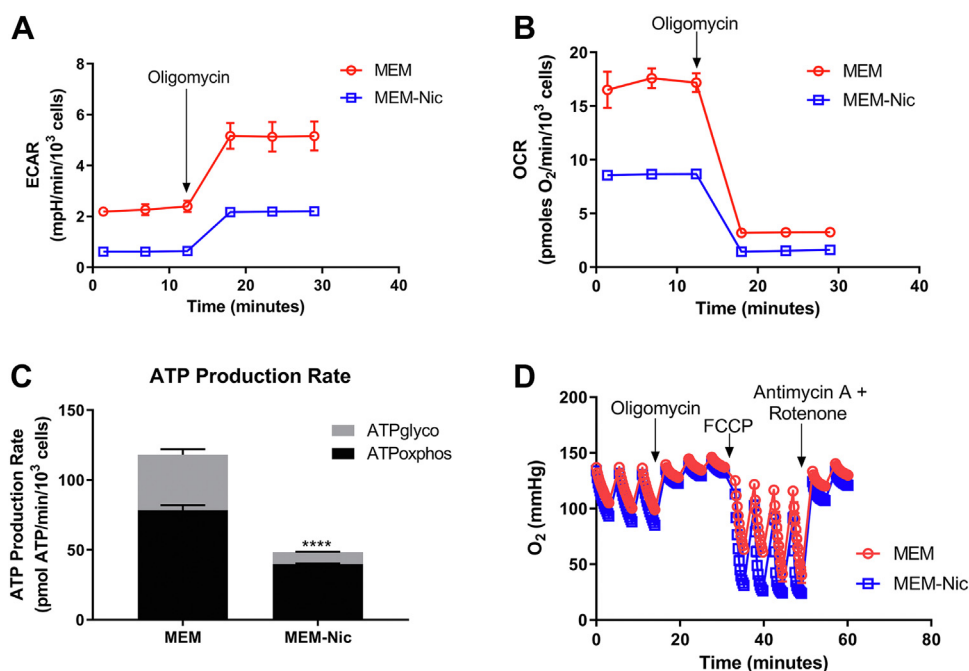 A
Oligomycin
MEM
MEM-Nic
ECAR
(mpH/min/10³ cells)
8
6
4
2
0
0 10 20 30 40
Time (minutes)
B
Oligomycin
MEM
MEM-Nic
OCR
(pmoles O₂/min/10³ cells)
20
15
10
5
0
0 10 20 30 40
Time (minutes)
C
ATP Production Rate
ATPglyco
ATPoxphos
ATP Production Rate
(pmol ATP/min/10³ cells)
150
100
50
0
****
MEM MEM-Nic
D
Oligomycin
FCCP
Antimycin A +
Rotenone
MEM
MEM-Nic
O₂ (mmHg)
200
150
100
50
0
0 20 40 60 80
Time (minutes)